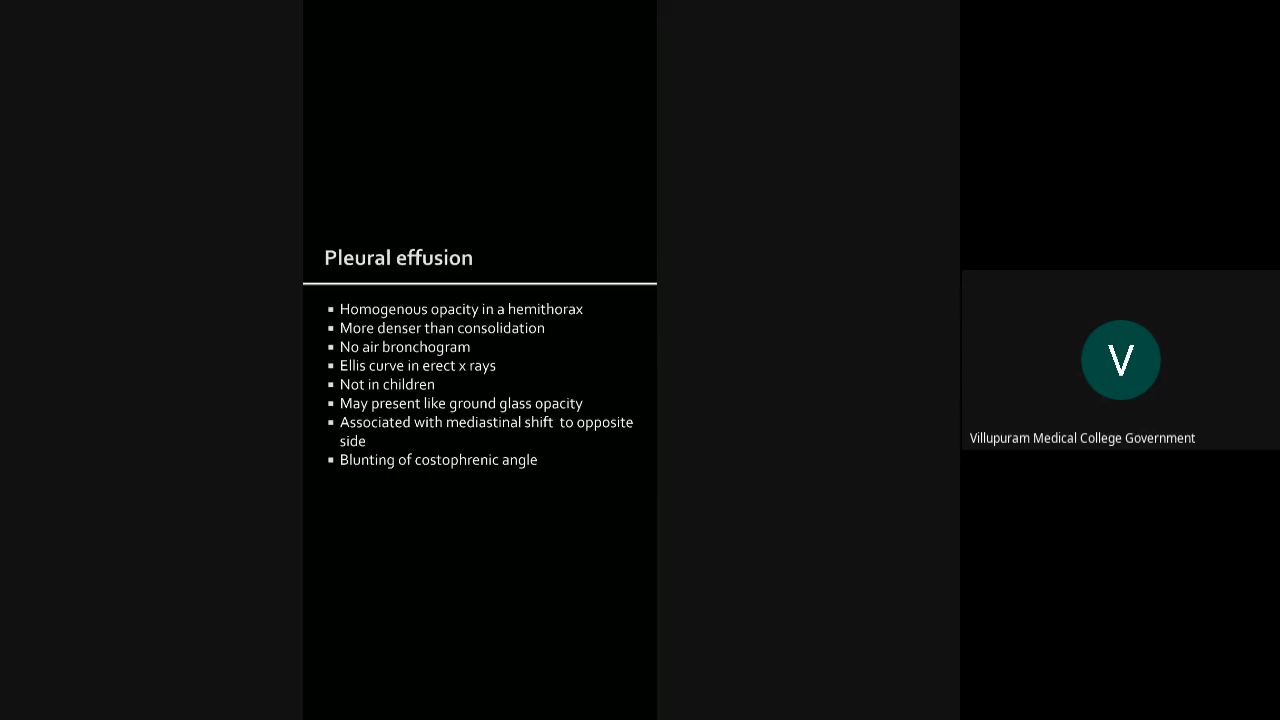 Pleural effusion
▪ Homogenous opacity in a hemithorax
▪ More denser than consolidation
▪ No air bronchogram
▪ Ellis curve in erect x rays
▪ Not in children
▪ May present like ground glass opacity
▪ Associated with mediastinal shift  to opposite
side
▪ Blunting of costophrenic angle
V
Villupuram Medical College Government